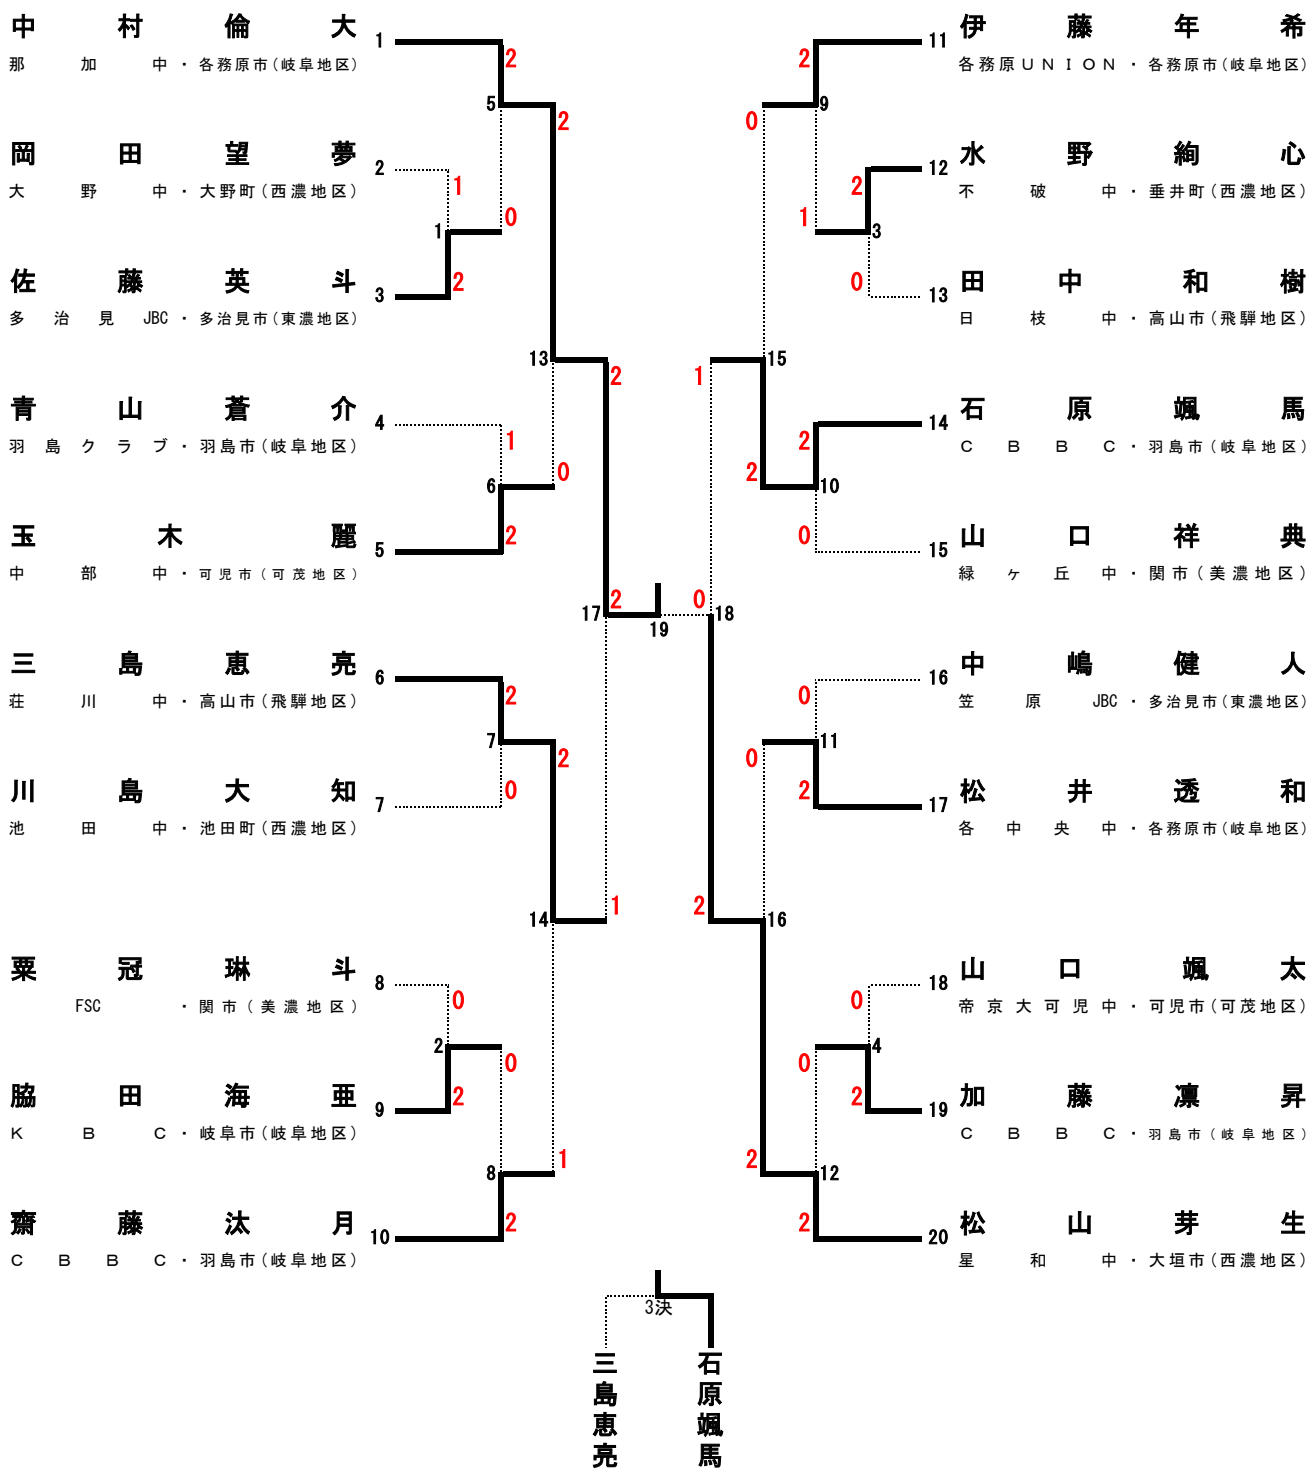 中村倫大 1
那加中・各務原市(岐阜地区)
2
5
2
岡田望夢 2
大野中・大野町(西濃地区)
1
0
1
佐藤英斗 3
多治見JBC・多治見市(東濃地区)
2
13
2
青山蒼介 4
羽島クラブ・羽島市(岐阜地区)
1
0
6
玉木麗 5
中部中・可児市(可茂地区)
2
17
2
19
三島恵亮 6
荘川中・高山市(飛騨地区)
2
7
2
川島大知 7
池田中・池田町(西濃地区)
0
14
1
粟冠琳斗 8
FSC・関市(美濃地区)
0
2
0
脇田海亜 9
KBC・岐阜市(岐阜地区)
2
8
1
齋藤汰月 10
CBBC・羽島市(岐阜地区)
2
11 伊藤年希
各務原UNION・各務原市(岐阜地区)
2
9
0
12 水野絢心
不破中・垂井町(西濃地区)
2
1
3
13 田中和樹
日枝中・高山市(飛騨地区)
0
15
1
14 石原颯馬
CBBC・羽島市(岐阜地区)
2
2
10
15 山口祥典
緑ヶ丘中・関市(美濃地区)
0
0
18
16 中嶋健人
笠原JBC・多治見市(東濃地区)
0
11
0
17 松井透和
各中央中・各務原市(岐阜地区)
2
2
16
18 山口颯太
帝京大可児中・可児市(可茂地区)
0
4
0
19 加藤凛昇
CBBC・羽島市(岐阜地区)
2
2
12
20 松山芽生
星和中・大垣市(西濃地区)
2
3決
三島恵亮
石原颯馬